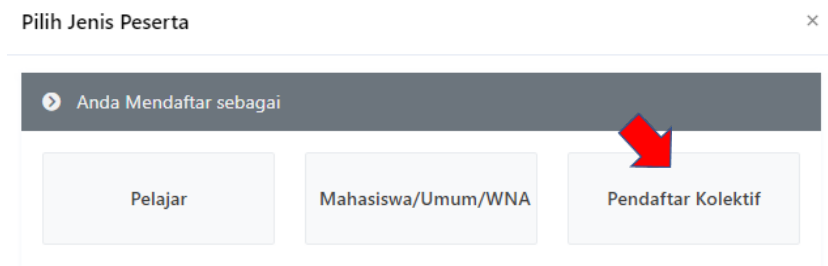 Pilih Jenis Peserta
Anda Mendaftar sebagai
Pelajar
Mahasiswa/Umum/WNA
Pendaftar Kolektif